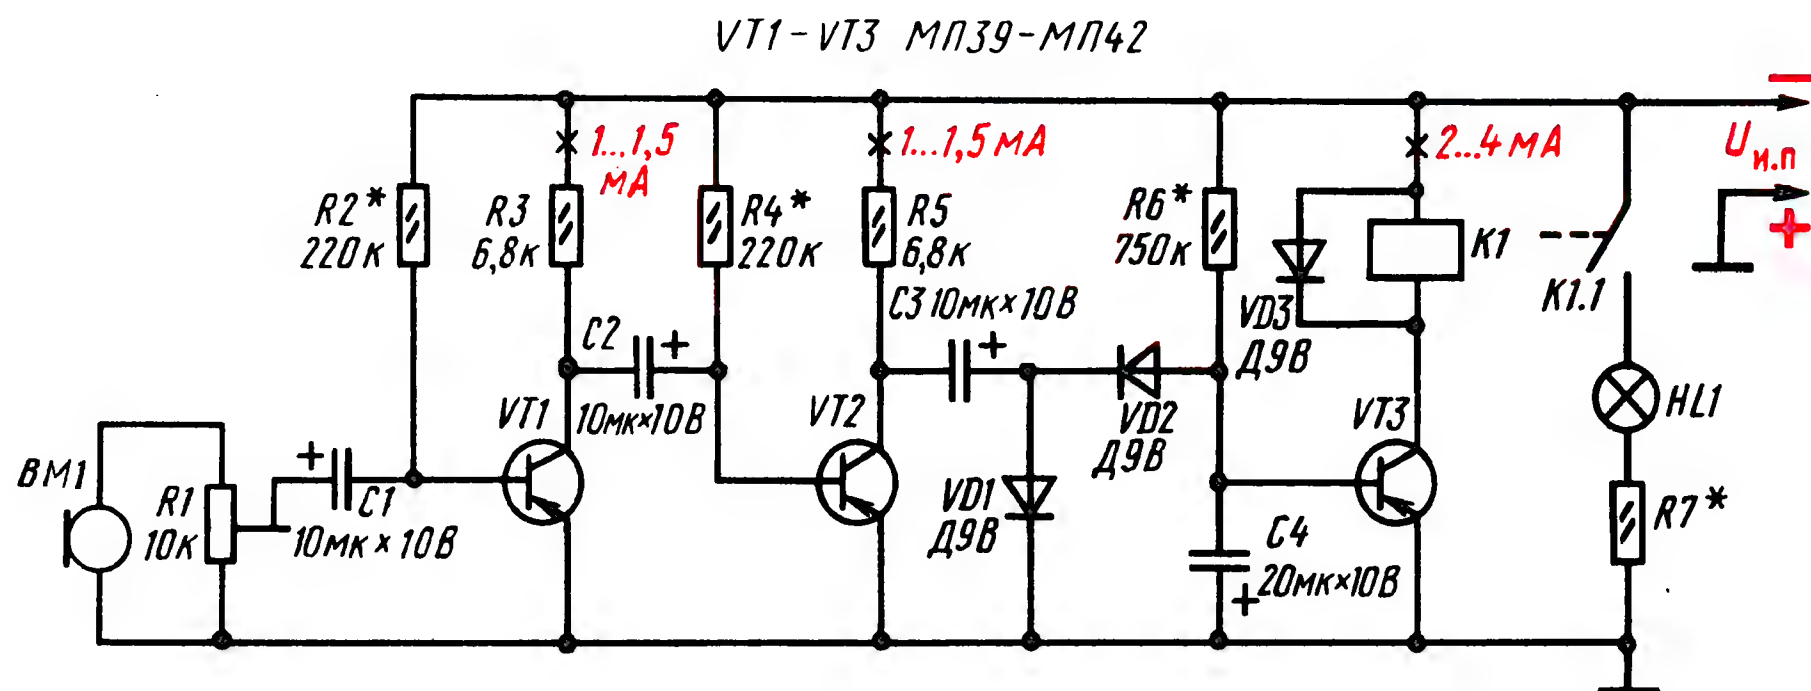 VT1-VT3 МП39-МП42
1...1,5
мА
1...1,5 мА
2...4 мА
−
Uи.п
+
R2*
220к
R3
6,8к
R4*
220к
R5
6,8к
R6*
750к
K1
K1.1
VD3
Д9В
C2
+
10мк×10В
C3 10мк×10В
+
VD2
Д9В
VT1
VT2
VT3
HL1
BM1
R1
10к
+
C1
10мк×10В
VD1
Д9В
C4
20мк×10В
+
R7*